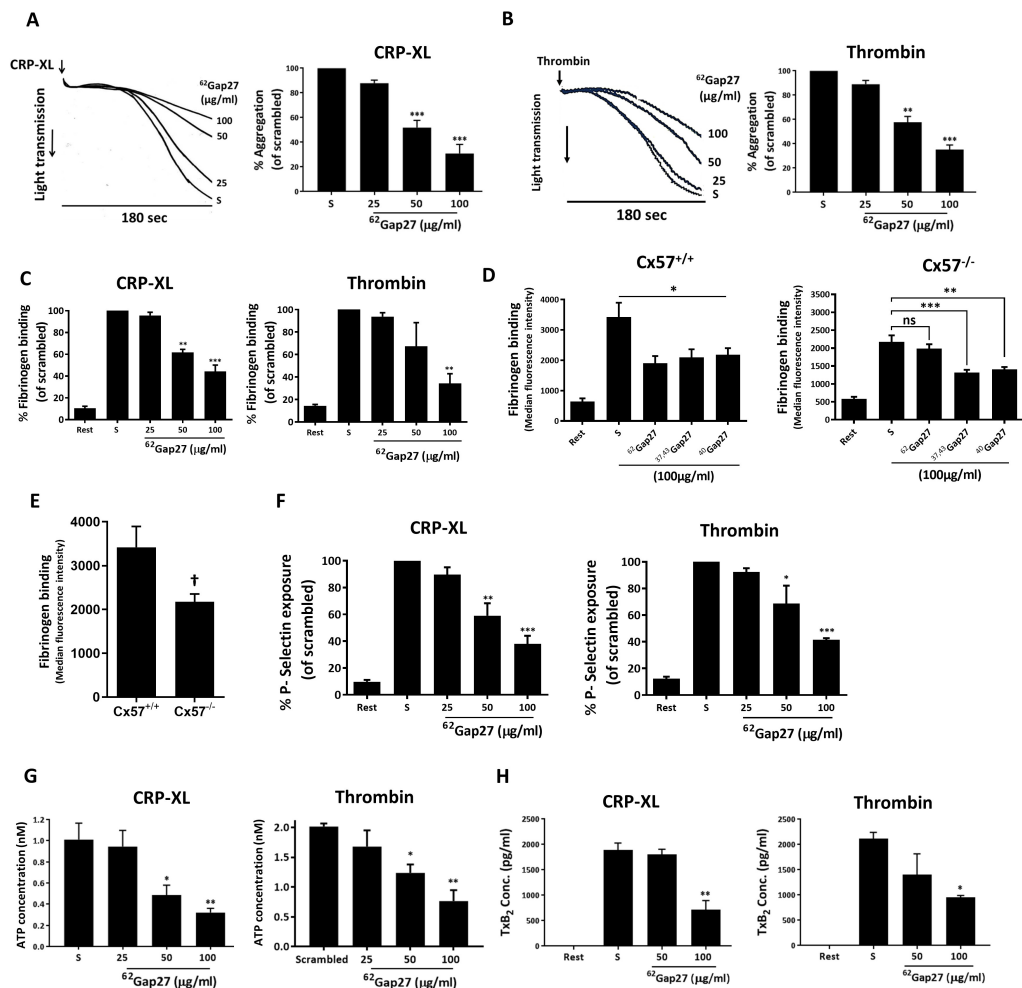 A
CRP-XL
Light transmission
180 sec
⁶²Gap27
(µg/ml)
100
50
25
S
CRP-XL
% Aggregation
(of scrambled)
100
80
60
40
20
0
***
***
S 25 50 100
⁶²Gap27 (µg/ml)
B
Thrombin
Light transmission
180 sec
⁶²Gap27
(µg/ml)
100
50
25
S
Thrombin
% Aggregation
(of scrambled)
100
80
60
40
20
0
**
***
S 25 50 100
⁶²Gap27 (µg/ml)
C
CRP-XL
% Fibrinogen binding
(of scrambled)
100
80
60
40
20
0
**
***
Rest S 25 50 100
⁶²Gap27 (µg/ml)
Thrombin
% Fibrinogen binding
(of scrambled)
100
80
60
40
20
0
**
Rest S 25 50 100
⁶²Gap27 (µg/ml)
D
Cx57⁺/⁺
Fibrinogen binding
(Median fluorescence intensity)
4000
3000
2000
1000
0
*
Rest S ⁶²Gap27 ³⁷,⁴³Gap27 ⁴⁰Gap27
(100µg/ml)
Cx57⁻/⁻
Fibrinogen binding
(Median fluorescence intensity)
3500
3000
2500
2000
1500
1000
500
0
**
***
ns
Rest S ⁶²Gap27 ³⁷,⁴³Gap27 ⁴⁰Gap27
(100µg/ml)
E
Fibrinogen binding
(Median fluorescence intensity)
4000
3000
2000
1000
0
†
Cx57⁺/⁺ Cx57⁻/⁻
F
CRP-XL
% P- Selectin exposure
(of scrambled)
100
80
60
40
20
0
**
***
Rest S 25 50 100
⁶²Gap27 (µg/ml)
Thrombin
% P- Selectin exposure
(of scrambled)
100
80
60
40
20
0
*
***
Rest S 25 50 100
⁶²Gap27 (µg/ml)
G
CRP-XL
ATP concentration (nM)
1.2
1.0
0.8
0.6
0.4
0.2
0.0
*
**
S 25 50 100
⁶²Gap27 (µg/ml)
Thrombin
ATP concentration (nM)
2.0
1.5
1.0
0.5
0.0
*
**
Scrambled 25 50 100
⁶²Gap27 (µg/ml)
H
CRP-XL
TxB₂ Conc. (pg/ml)
2500
2000
1500
1000
500
0
**
Rest S 50 100
⁶²Gap27 (µg/ml)
Thrombin
TxB₂ Conc. (pg/ml)
2500
2000
1500
1000
500
0
*
Rest S 50 100
⁶²Gap27 (µg/ml)